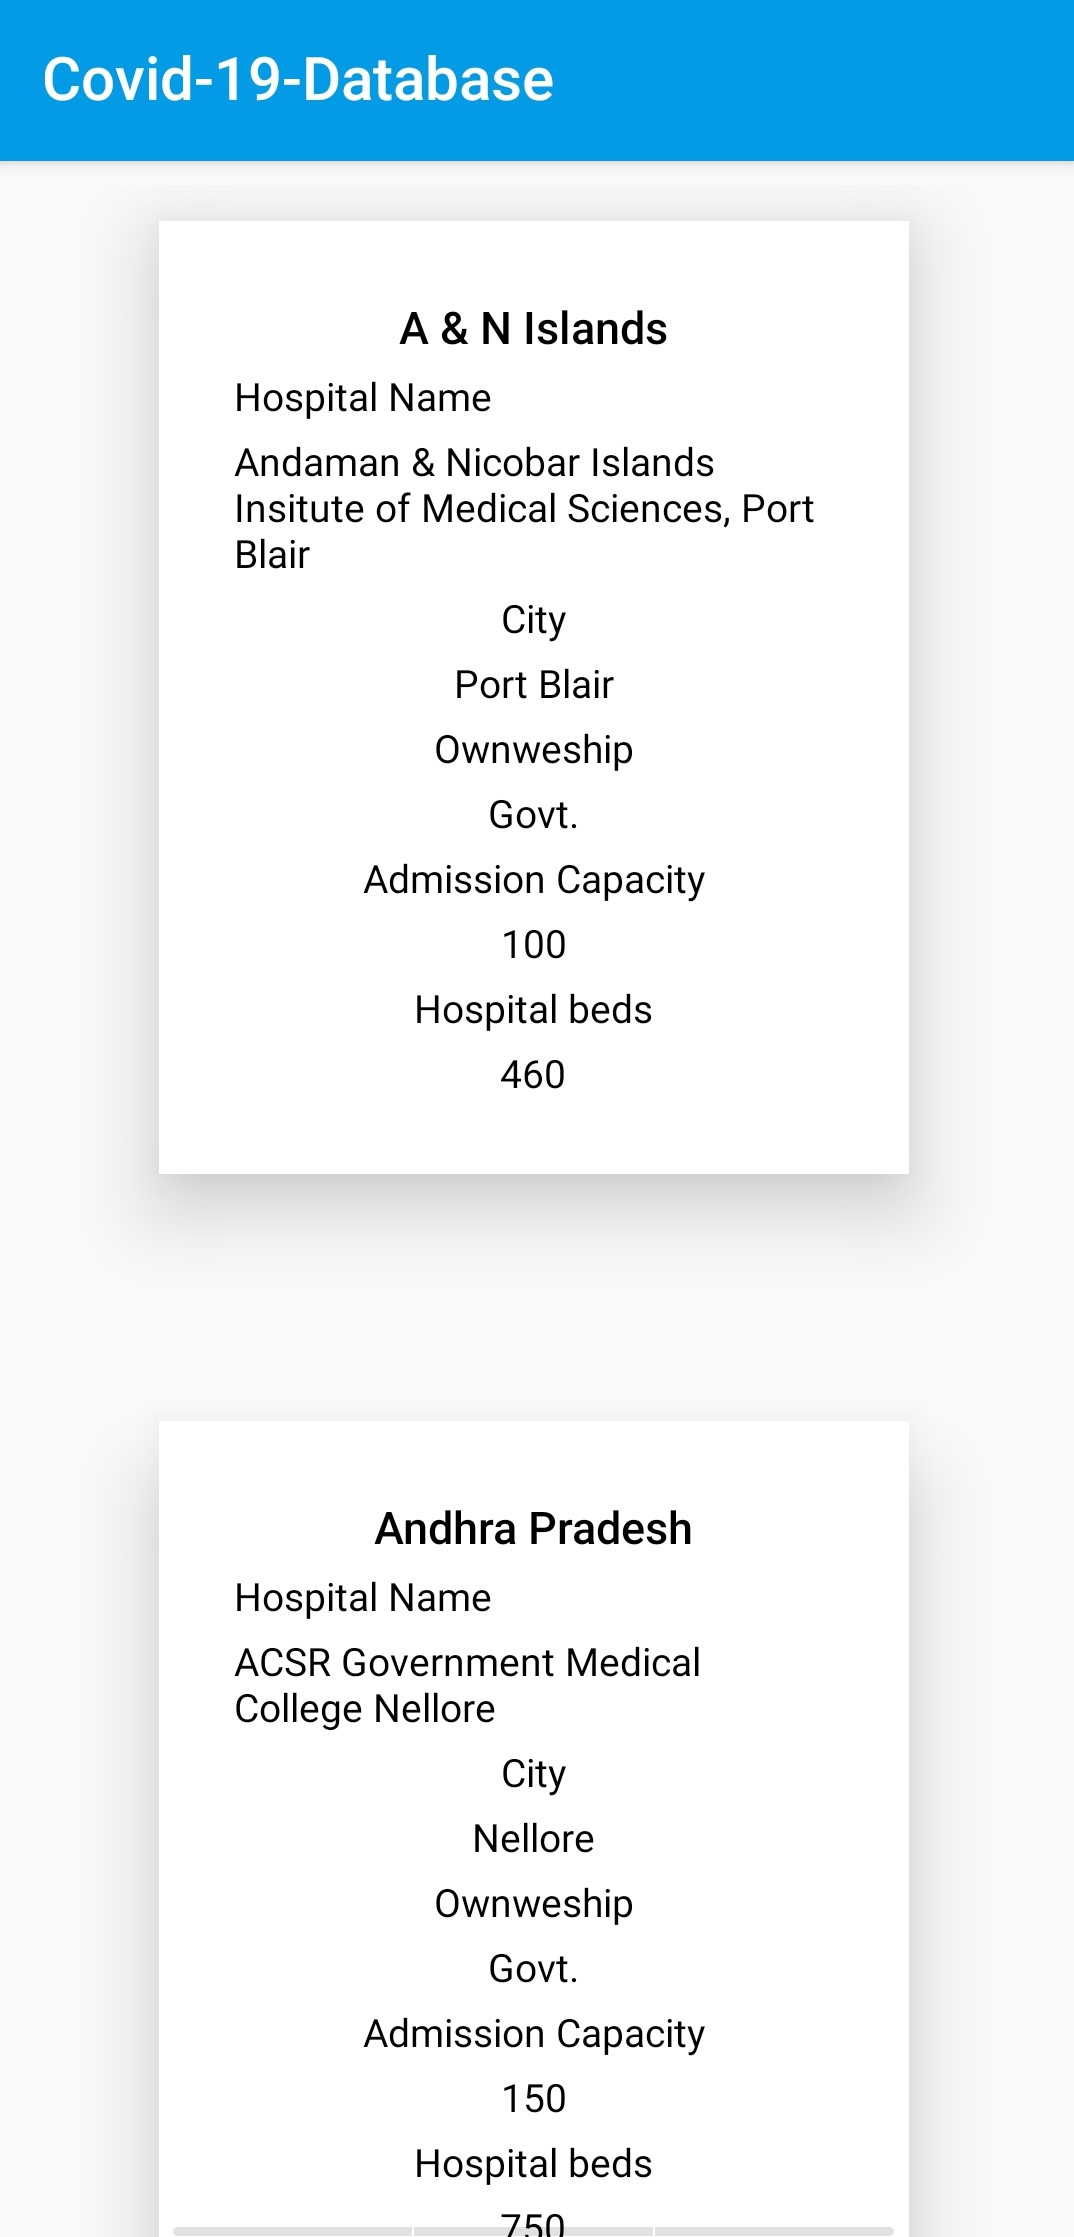 Covid-19-Database
A & N Islands
Hospital Name
Andaman & Nicobar Islands
Insitute of Medical Sciences, Port
Blair
City
Port Blair
Ownweship
Govt.
Admission Capacity
100
Hospital beds
460
Andhra Pradesh
Hospital Name
ACSR Government Medical
College Nellore
City
Nellore
Ownweship
Govt.
Admission Capacity
150
Hospital beds
750